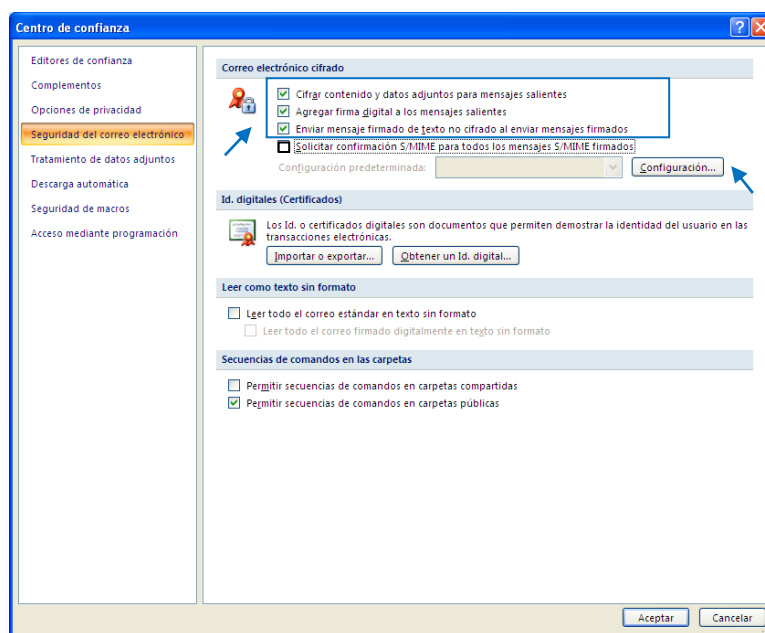 Centro de confianza
Editores de confianza
Complementos
Opciones de privacidad
Seguridad del correo electrónico
Tratamiento de datos adjuntos
Descarga automática
Seguridad de macros
Acceso mediante programación
Correo electrónico cifrado
Cifrar contenido y datos adjuntos para mensajes salientes
Agregar firma digital a los mensajes salientes
Enviar mensaje firmado de texto no cifrado al enviar mensajes firmados
Solicitar confirmación S/MIME para todos los mensajes S/MIME firmados
Configuración predeterminada:
Configuración...
Id. digitales (Certificados)
Los Id. o certificados digitales son documentos que permiten demostrar la identidad del usuario en las
transacciones electrónicas.
Importar o exportar... Obtener un Id. digital...
Leer como texto sin formato
Leer todo el correo estándar en texto sin formato
Leer todo el correo firmado digitalmente en texto sin formato
Secuencias de comandos en las carpetas
Permitir secuencias de comandos en carpetas compartidas
Permitir secuencias de comandos en carpetas públicas
Aceptar Cancelar